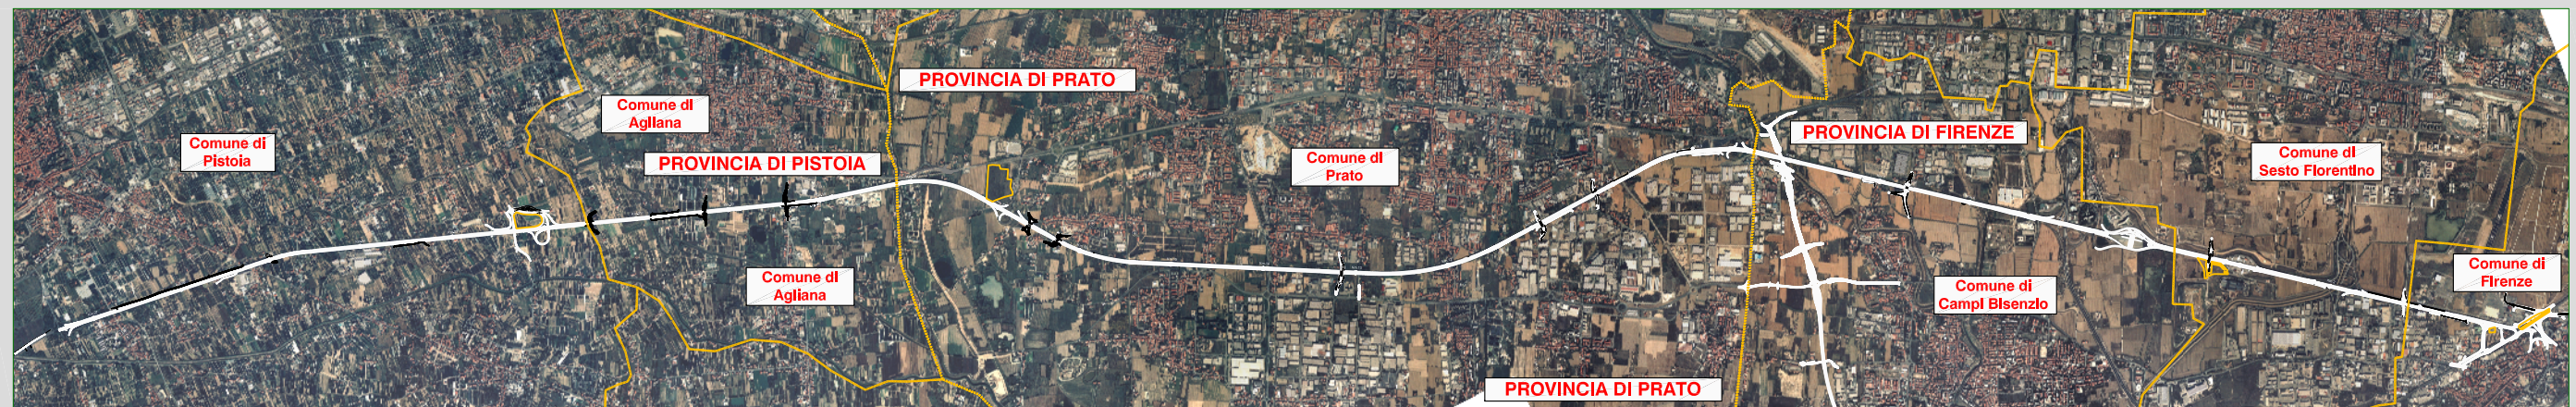 PROVINCIA DI PRATO
Comune di
Agliana
Comune di
Pistoia
PROVINCIA DI PISTOIA
Comune di
Prato
PROVINCIA DI FIRENZE
Comune di
Sesto Fiorentino
Comune di
Agliana
Comune di
Campi Bisenzio
Comune di
Firenze
PROVINCIA DI PRATO